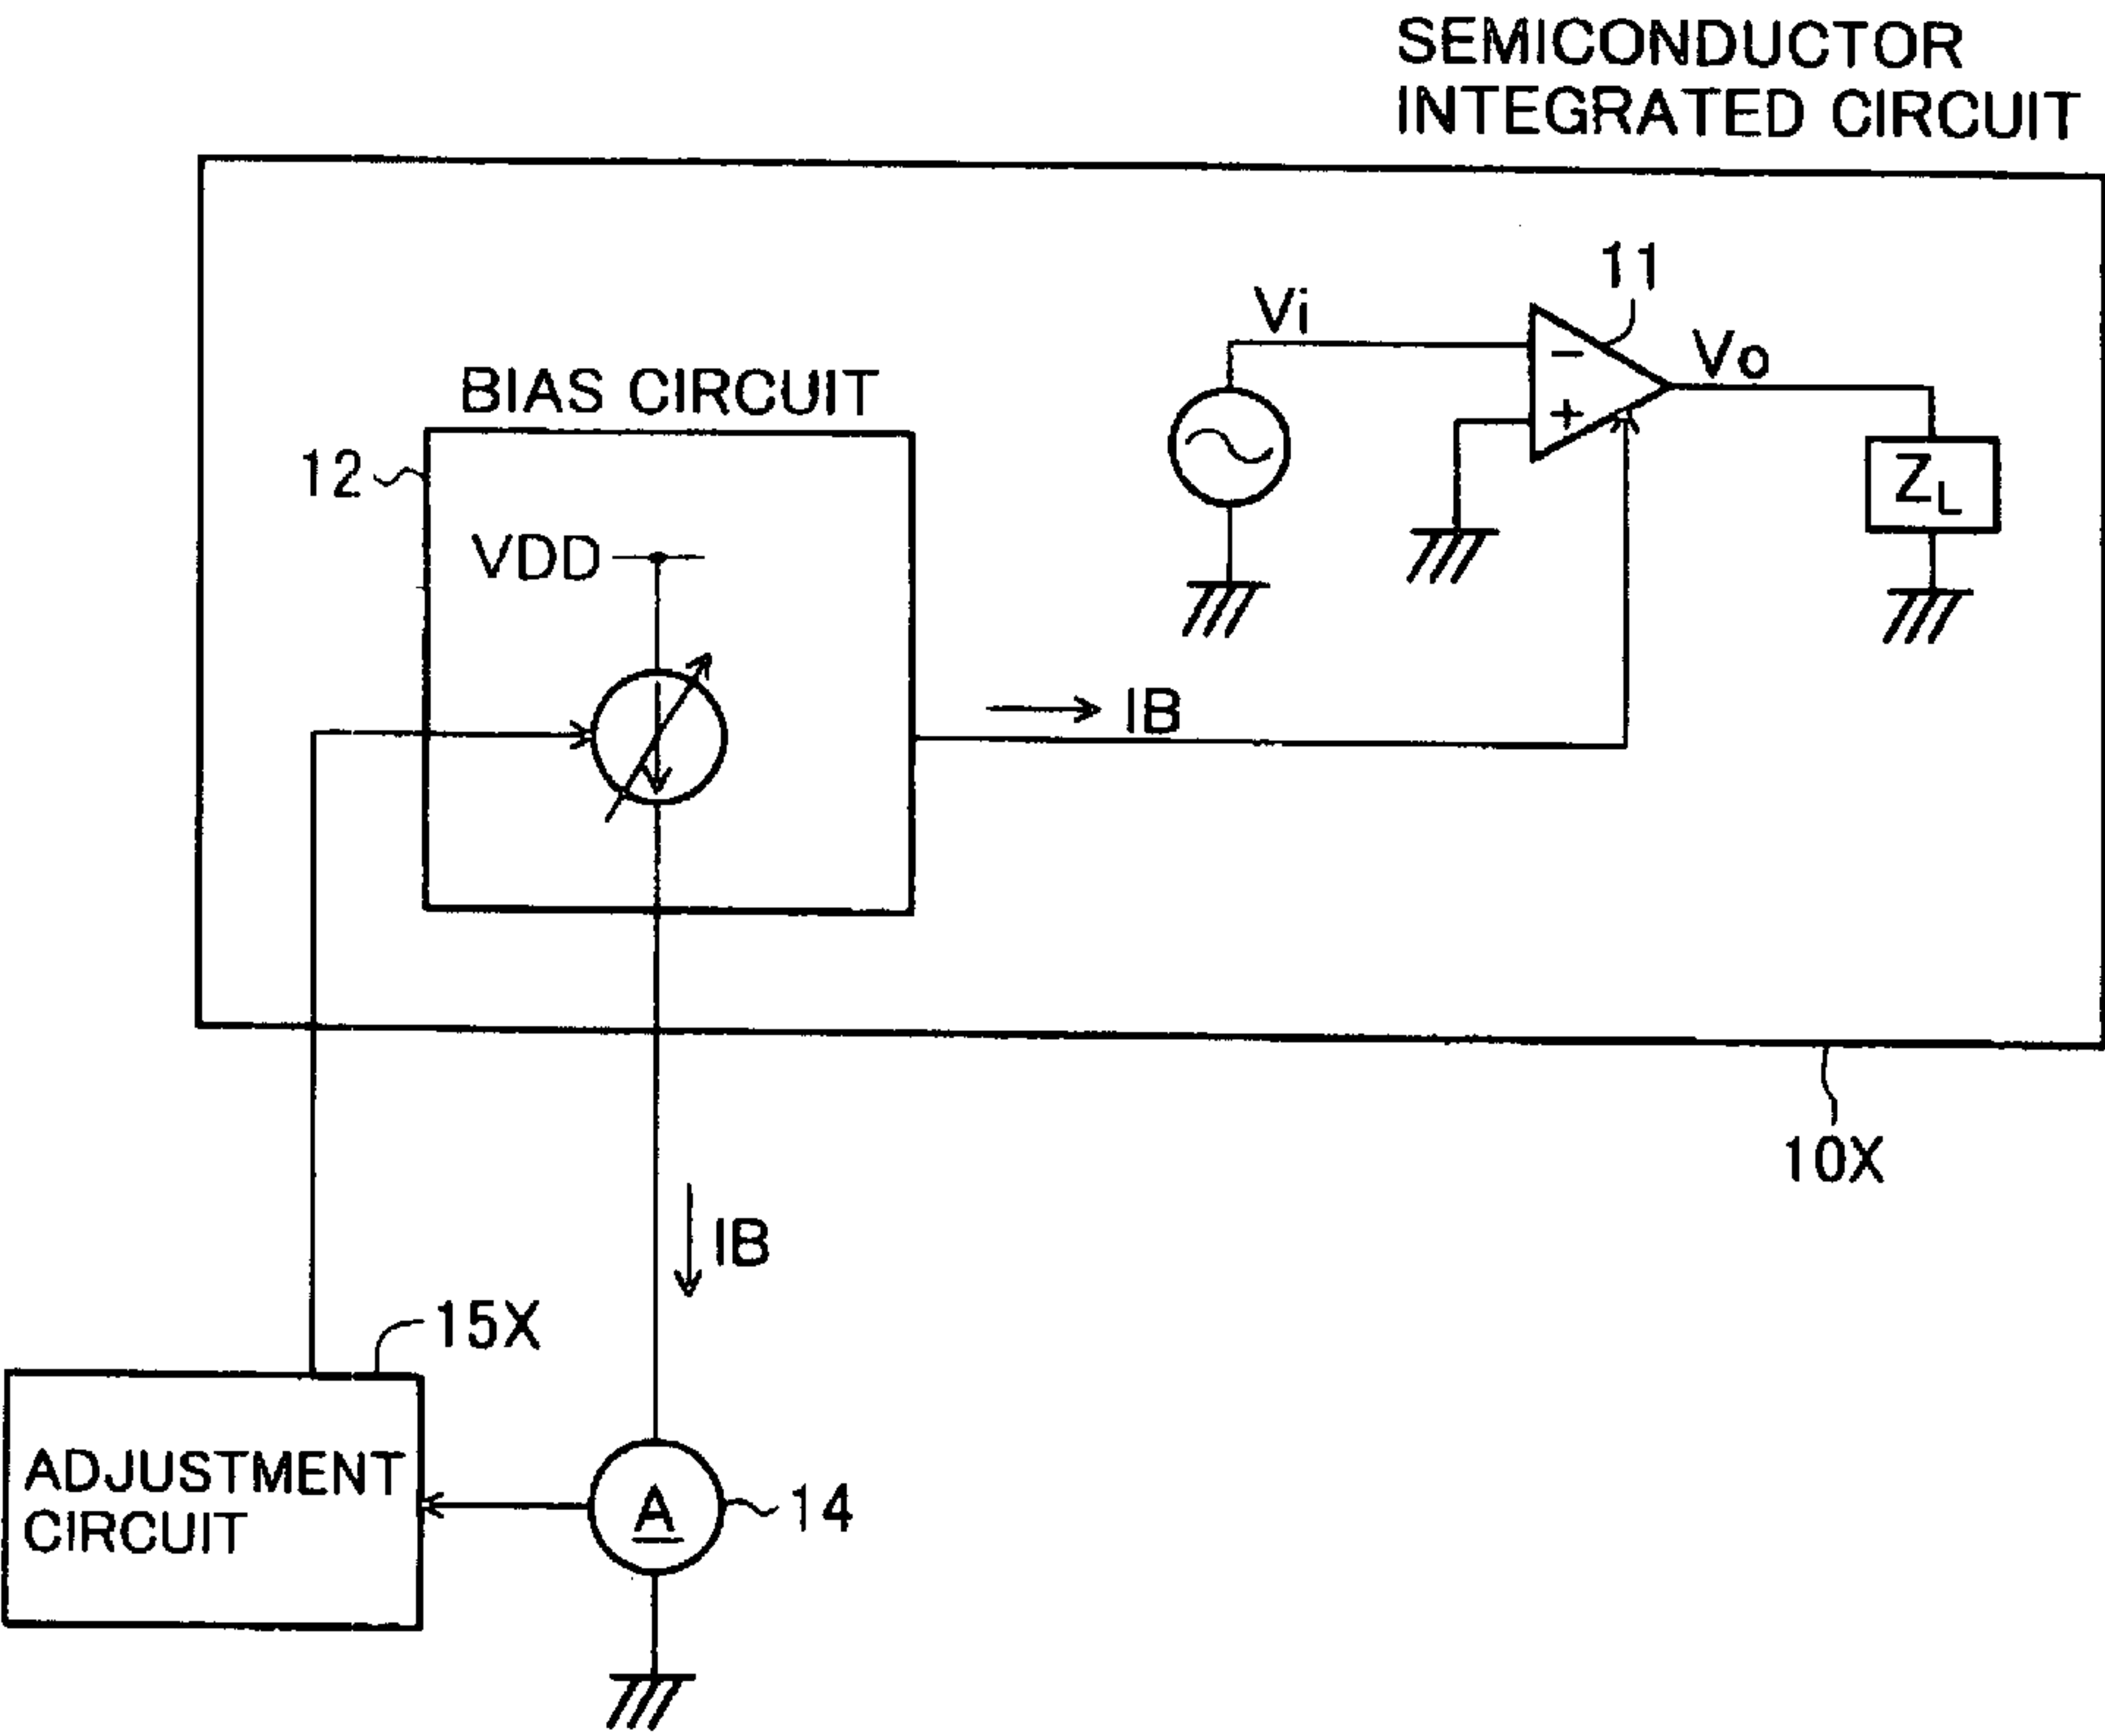 SEMICONDUCTOR
INTEGRATED CIRCUIT
11
Vi
Vo
−
+
BIAS CIRCUIT
12
ZL
VDD
IB
10X
IB
15X
ADJUSTMENT
CIRCUIT
A
14